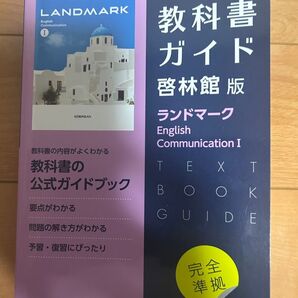 LANDMARK
English
Communication
I
KEIRINKAN
教科書の内容がよくわかる
教科書の
公式ガイドブック
要点がわかる
問題の解き方がわかる
予習・復習にぴったり
教科書
ガイド
啓林館 版
ランドマーク
English
Communication I
TEXT
BOOK
GUIDE
完全
準拠